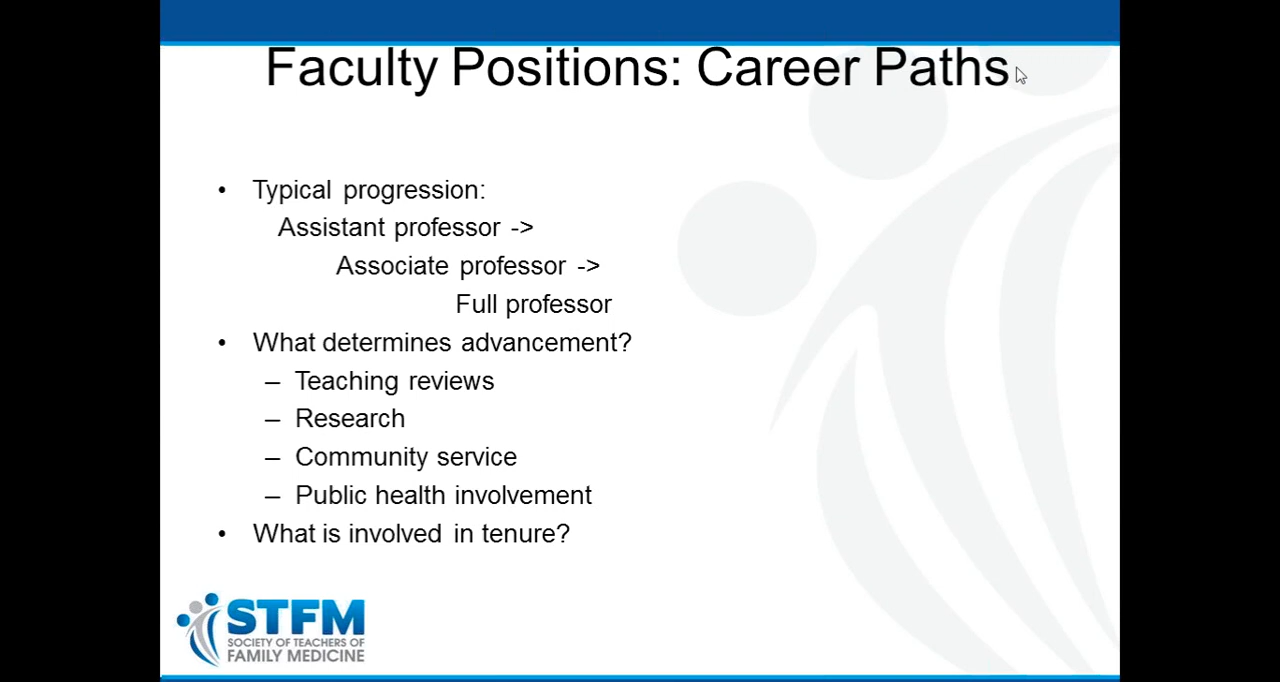 Faculty Positions: Career Paths
• Typical progression:
Assistant professor ->
Associate professor ->
Full professor
• What determines advancement?
– Teaching reviews
– Research
– Community service
– Public health involvement
• What is involved in tenure?
STFM
SOCIETY OF TEACHERS OF
FAMILY MEDICINE